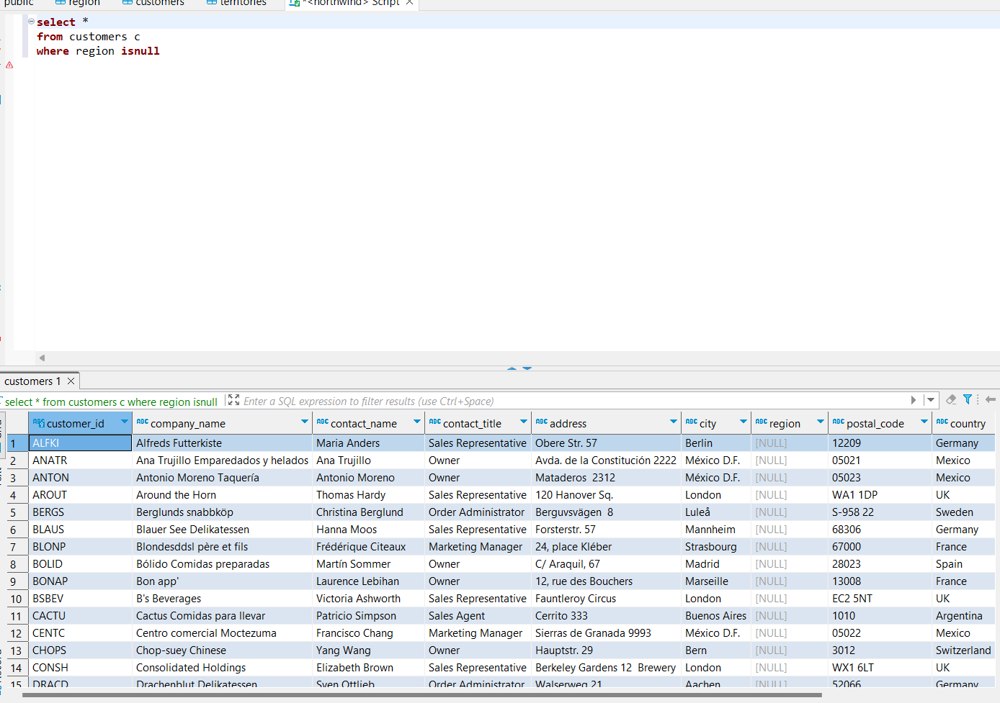 public region customers territories *<northwind> Script
select *
from customers c
where region isnull
customers 1
select * from customers c where region isnull Enter a SQL expression to filter results (use Ctrl+Space)
customer_id company_name contact_name contact_title address city region postal_code country
1 ALFKI Alfreds Futterkiste Maria Anders Sales Representative Obere Str. 57 Berlin [NULL] 12209 Germany
2 ANATR Ana Trujillo Emparedados y helados Ana Trujillo Owner Avda. de la Constitución 2222 México D.F. [NULL] 05021 Mexico
3 ANTON Antonio Moreno Taquería Antonio Moreno Owner Mataderos 2312 México D.F. [NULL] 05023 Mexico
4 AROUT Around the Horn Thomas Hardy Sales Representative 120 Hanover Sq. London [NULL] WA1 1DP UK
5 BERGS Berglunds snabbköp Christina Berglund Order Administrator Berguvsvägen 8 Luleå [NULL] S-958 22 Sweden
6 BLAUS Blauer See Delikatessen Hanna Moos Sales Representative Forsterstr. 57 Mannheim [NULL] 68306 Germany
7 BLONP Blondesddsl père et fils Frédérique Citeaux Marketing Manager 24, place Kléber Strasbourg [NULL] 67000 France
8 BOLID Bólido Comidas preparadas Martín Sommer Owner C/ Araquil, 67 Madrid [NULL] 28023 Spain
9 BONAP Bon app' Laurence Lebihan Owner 12, rue des Bouchers Marseille [NULL] 13008 France
10 BSBEV B's Beverages Victoria Ashworth Sales Representative Fauntleroy Circus London [NULL] EC2 5NT UK
11 CACTU Cactus Comidas para llevar Patricio Simpson Sales Agent Cerrito 333 Buenos Aires [NULL] 1010 Argentina
12 CENTC Centro comercial Moctezuma Francisco Chang Marketing Manager Sierras de Granada 9993 México D.F. [NULL] 05022 Mexico
13 CHOPS Chop-suey Chinese Yang Wang Owner Hauptstr. 29 Bern [NULL] 3012 Switzerland
14 CONSH Consolidated Holdings Elizabeth Brown Sales Representative Berkeley Gardens 12 Brewery London [NULL] WX1 6LT UK
15 DRACD Drachenblut Delikatessen Sven Ottlieb Order Administrator Walserweg 21 Aachen [NULL] 52066 Germany